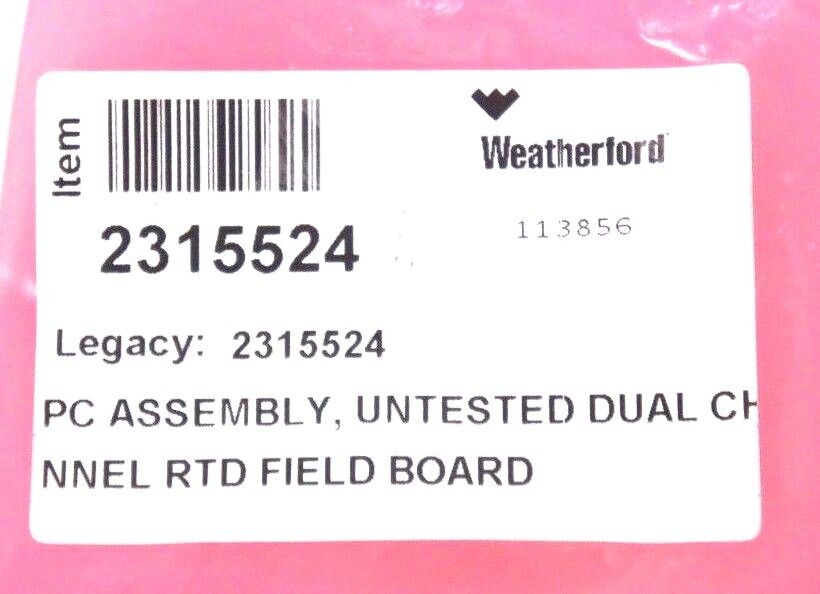 Item
Weatherford
2315524
113856
Legacy: 2315524
PC ASSEMBLY, UNTESTED DUAL CH
NNEL RTD FIELD BOARD